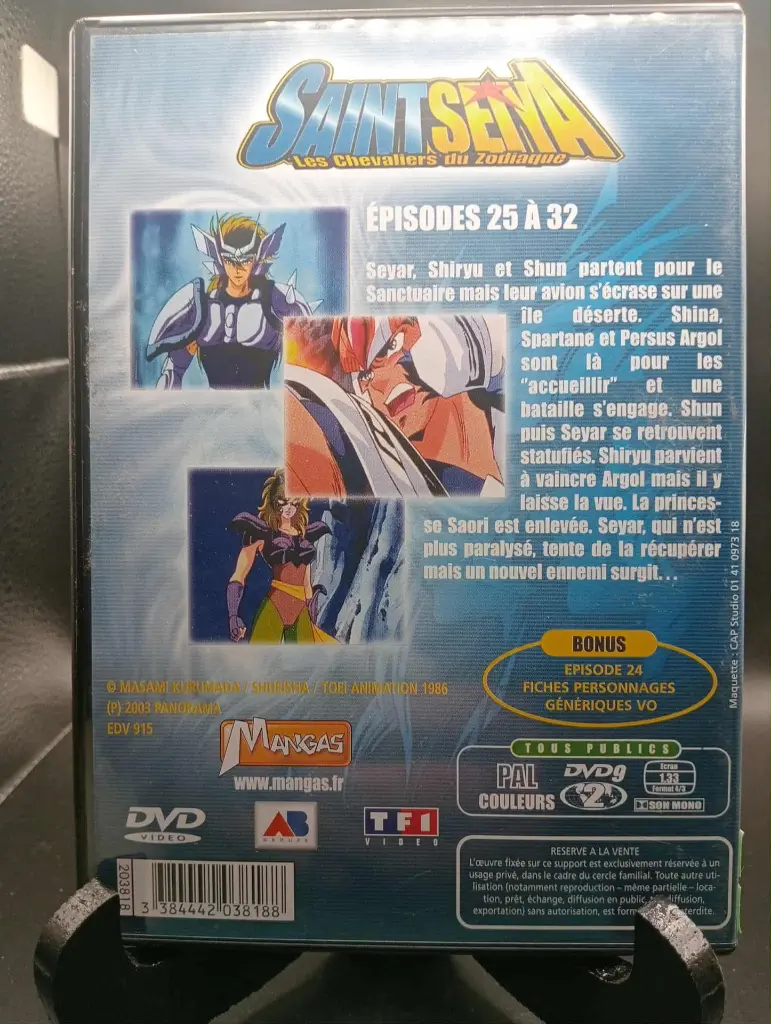 SAINT SEIYA
Les Chevaliers du Zodiaque
ÉPISODES 25 À 32
Seyar, Shiryu et Shun partent pour le
Sanctuaire mais leur avion s'écrase sur une
île déserte. Shina,
Spartane et Persus Argol
sont là pour les
"accueillir" et une
bataille s'engage. Shun
puis Seyar se retrouvent
statufiés. Shiryu parvient
à vaincre Argol mais il y
laisse la vue. La princes-
se Saori est enlevée. Seyar, qui n'est
plus paralysé, tente de la récupérer
mais un nouvel ennemi surgit...
BONUS
EPISODE 24
FICHES PERSONNAGES
GÉNÉRIQUES VO
Maquette : CAP Studio 01 41 0973 18
© MASAMI KURUMADA / SHUEISHA / TOEI ANIMATION 1986
(P) 2003 PANORAMA
EDV 915
MANGAS
www.mangas.fr
TOUS PUBLICS
PAL
COULEURS
DVD 9
2
Ecran
1.33
Format 4/3
SON MONO
DVD
VIDEO
AB
GROUPE
TF1
VIDEO
RESERVE A LA VENTE
L'œuvre fixée sur ce support est exclusivement réservée à un
usage privé, dans le cadre du cercle familial. Toute autre uti-
lisation (notamment reproduction – même partielle – loca-
tion, prêt, échange, diffusion en public, diffusion,
exportation) sans autorisation, est interdite.
203818
3 384442 038188